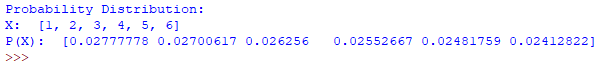 Probability Distribution:
X:  [1, 2, 3, 4, 5, 6]
P(X):  [0.02777778 0.02700617 0.026256   0.02552667 0.02481759 0.02412822]
>>>